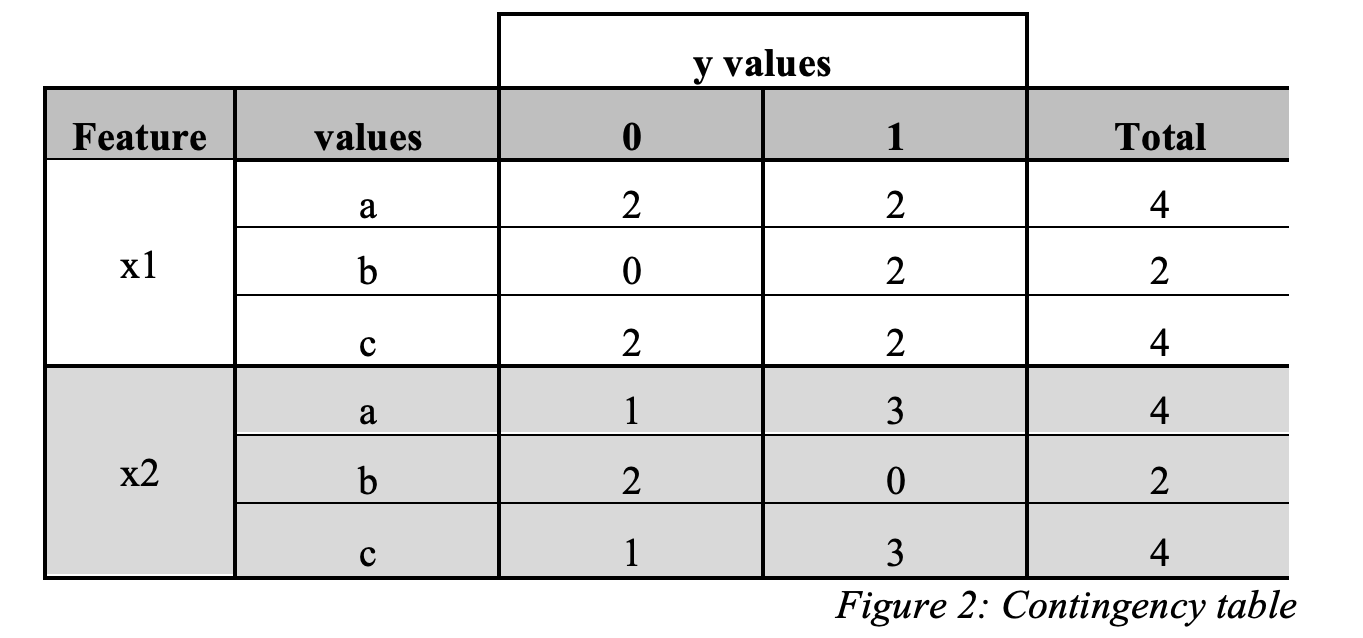 y values
Feature values 0 1 Total
x1
a 2 2 4
b 0 2 2
c 2 2 4
x2
a 1 3 4
b 2 0 2
c 1 3 4
Figure 2: Contingency table